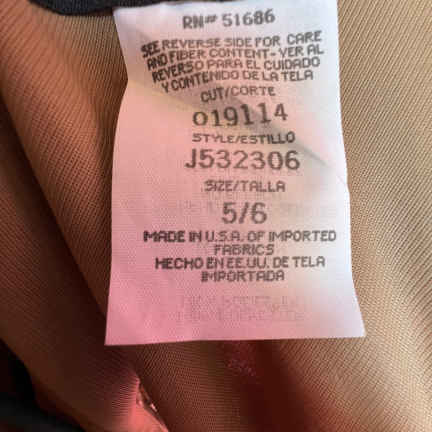 RN# 51686
SEE REVERSE SIDE FOR CARE
AND FIBER CONTENT-VER AL
REVERSO PARA EL CUIDADO
Y CONTENIDO DE LA TELA
CUT/CORTE
019114
STYLE/ESTILLO
J532306
SIZE/TALLA
5/6
MADE IN U.S.A. OF IMPORTED
FABRICS
HECHO EN EE.UU. DE TELA
IMPORTADA